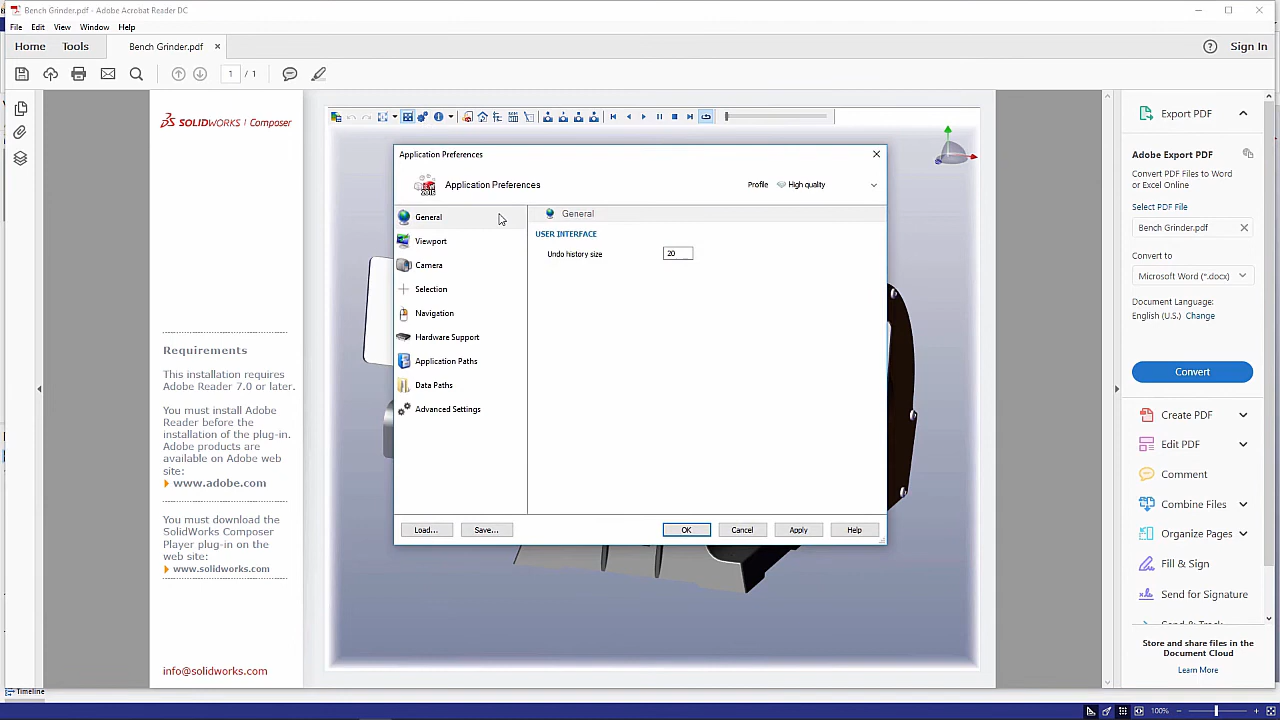 Bench Grinder.pdf - Adobe Acrobat Reader DC
File Edit View Window Help
Home Tools Bench Grinder.pdf × Sign In
1 / 1
SOLIDWORKS | Composer
Requirements
This installation requires
Adobe Reader 7.0 or later.
You must install Adobe
Reader before the
installation of the plug-in.
Adobe products are
available on Adobe web
site:
www.adobe.com
You must download the
SolidWorks Composer
Player plug-in on the
web site:
www.solidworks.com
info@solidworks.com
Application Preferences
Application Preferences
Profile High quality
General
Viewport
Camera
Selection
Navigation
Hardware Support
Application Paths
Data Paths
Advanced Settings
General
USER INTERFACE
Undo history size 20
Load... Save... OK Cancel Apply Help
Export PDF
Adobe Export PDF
Convert PDF Files to Word
or Excel Online
Select PDF File
Bench Grinder.pdf
Convert to
Microsoft Word (*.docx)
Document Language:
English (U.S.) Change
Convert
Create PDF
Edit PDF
Comment
Combine Files
Organize Pages
Fill & Sign
Send for Signature
Send & Track
Store and share files in the
Document Cloud
Learn More
Timeline
100%